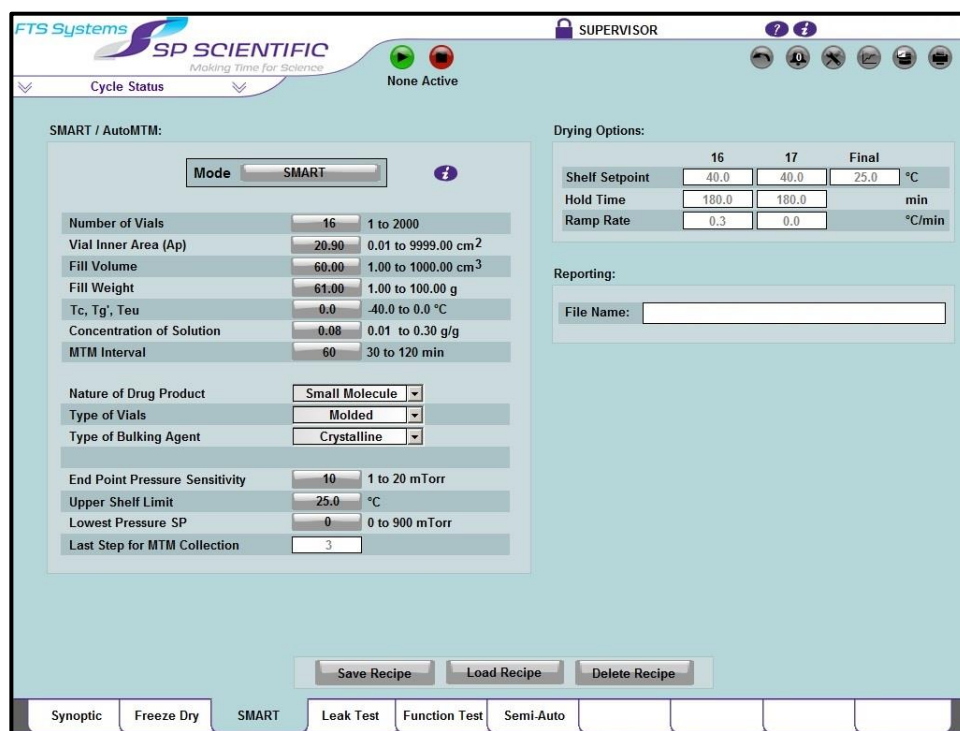 FTS Systems
SP SCIENTIFIC
Making Time for Science
SUPERVISOR
? i
None Active
Cycle Status
SMART / AutoMTM:
Mode SMART i
Number of Vials 16 1 to 2000
Vial Inner Area (Ap) 20.90 0.01 to 9999.00 cm2
Fill Volume 60.00 1.00 to 1000.00 cm3
Fill Weight 61.00 1.00 to 100.00 g
Tc, Tg', Teu 0.0 -40.0 to 0.0 °C
Concentration of Solution 0.08 0.01 to 0.30 g/g
MTM Interval 60 30 to 120 min
Nature of Drug Product Small Molecule
Type of Vials Molded
Type of Bulking Agent Crystalline
End Point Pressure Sensitivity 10 1 to 20 mTorr
Upper Shelf Limit 25.0 °C
Lowest Pressure SP 0 0 to 900 mTorr
Last Step for MTM Collection 3
Drying Options:
16 17 Final
Shelf Setpoint 40.0 40.0 25.0 °C
Hold Time 180.0 180.0 min
Ramp Rate 0.3 0.0 °C/min
Reporting:
File Name:
Save Recipe Load Recipe Delete Recipe
Synoptic Freeze Dry SMART Leak Test Function Test Semi-Auto